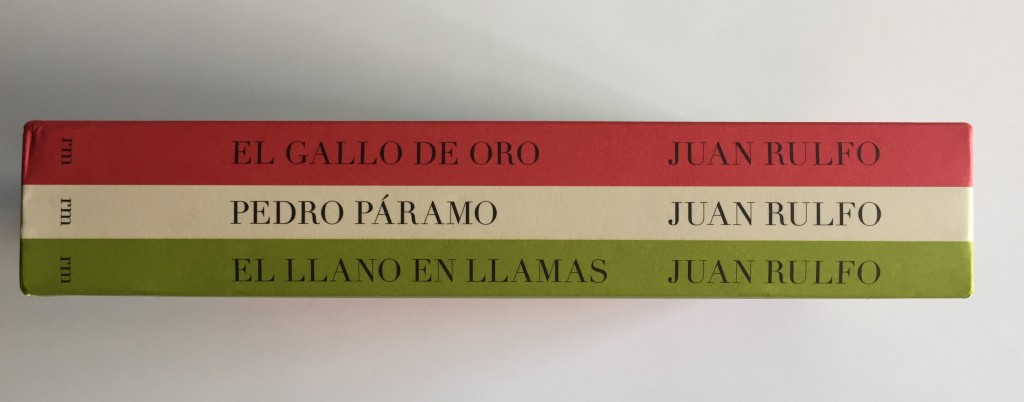 rm EL GALLO DE ORO JUAN RULFO
rm PEDRO PÁRAMO JUAN RULFO
rm EL LLANO EN LLAMAS JUAN RULFO